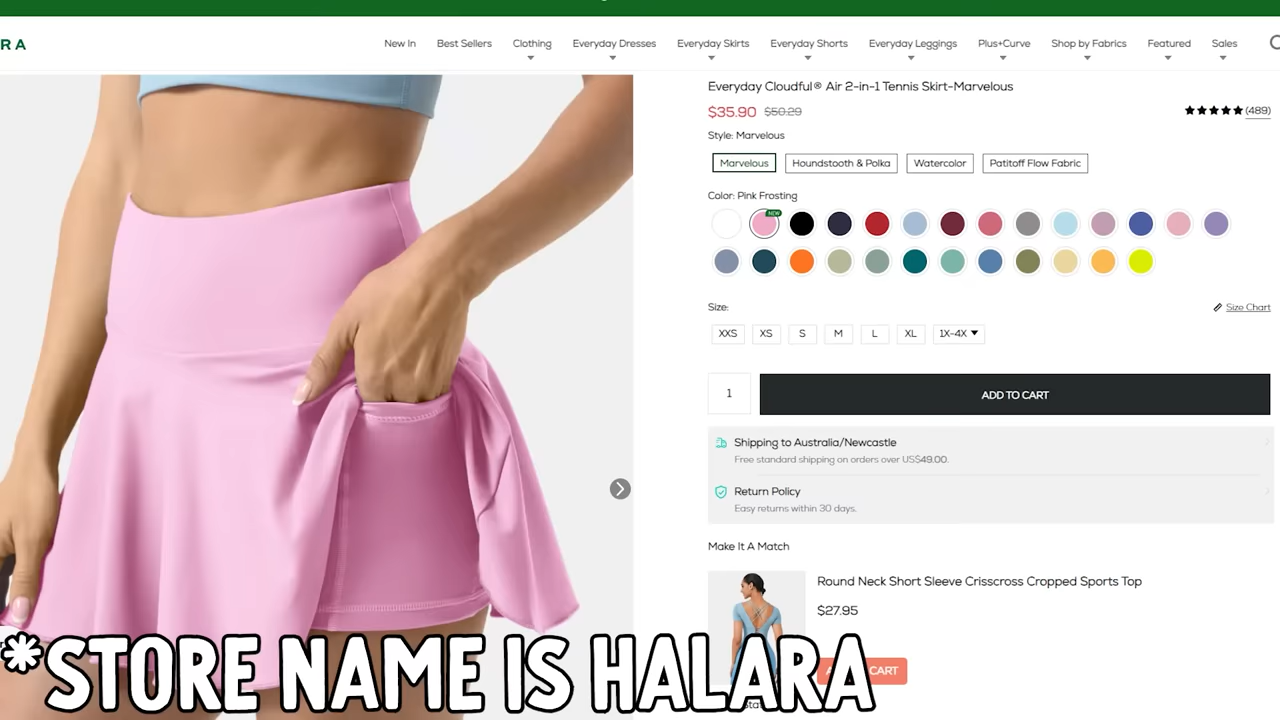 RA
New In Best Sellers Clothing Everyday Dresses Everyday Skirts Everyday Shorts Everyday Leggings Plus+Curve Shop by Fabrics Featured Sales
Everyday Cloudful® Air 2-in-1 Tennis Skirt-Marvelous
$35.90 $50.29
(489)
Style: Marvelous
Marvelous Houndstooth & Polka Watercolor Patitoff Flow Fabric
Color: Pink Frosting
NEW
Size:
Size Chart
XXS XS S M L XL 1X-4X
1 ADD TO CART
Shipping to Australia/Newcastle
Free standard shipping on orders over US$49.00.
Return Policy
Easy returns within 30 days.
Make It A Match
Round Neck Short Sleeve Crisscross Cropped Sports Top
$27.95
CART
*STORE NAME IS HALARA